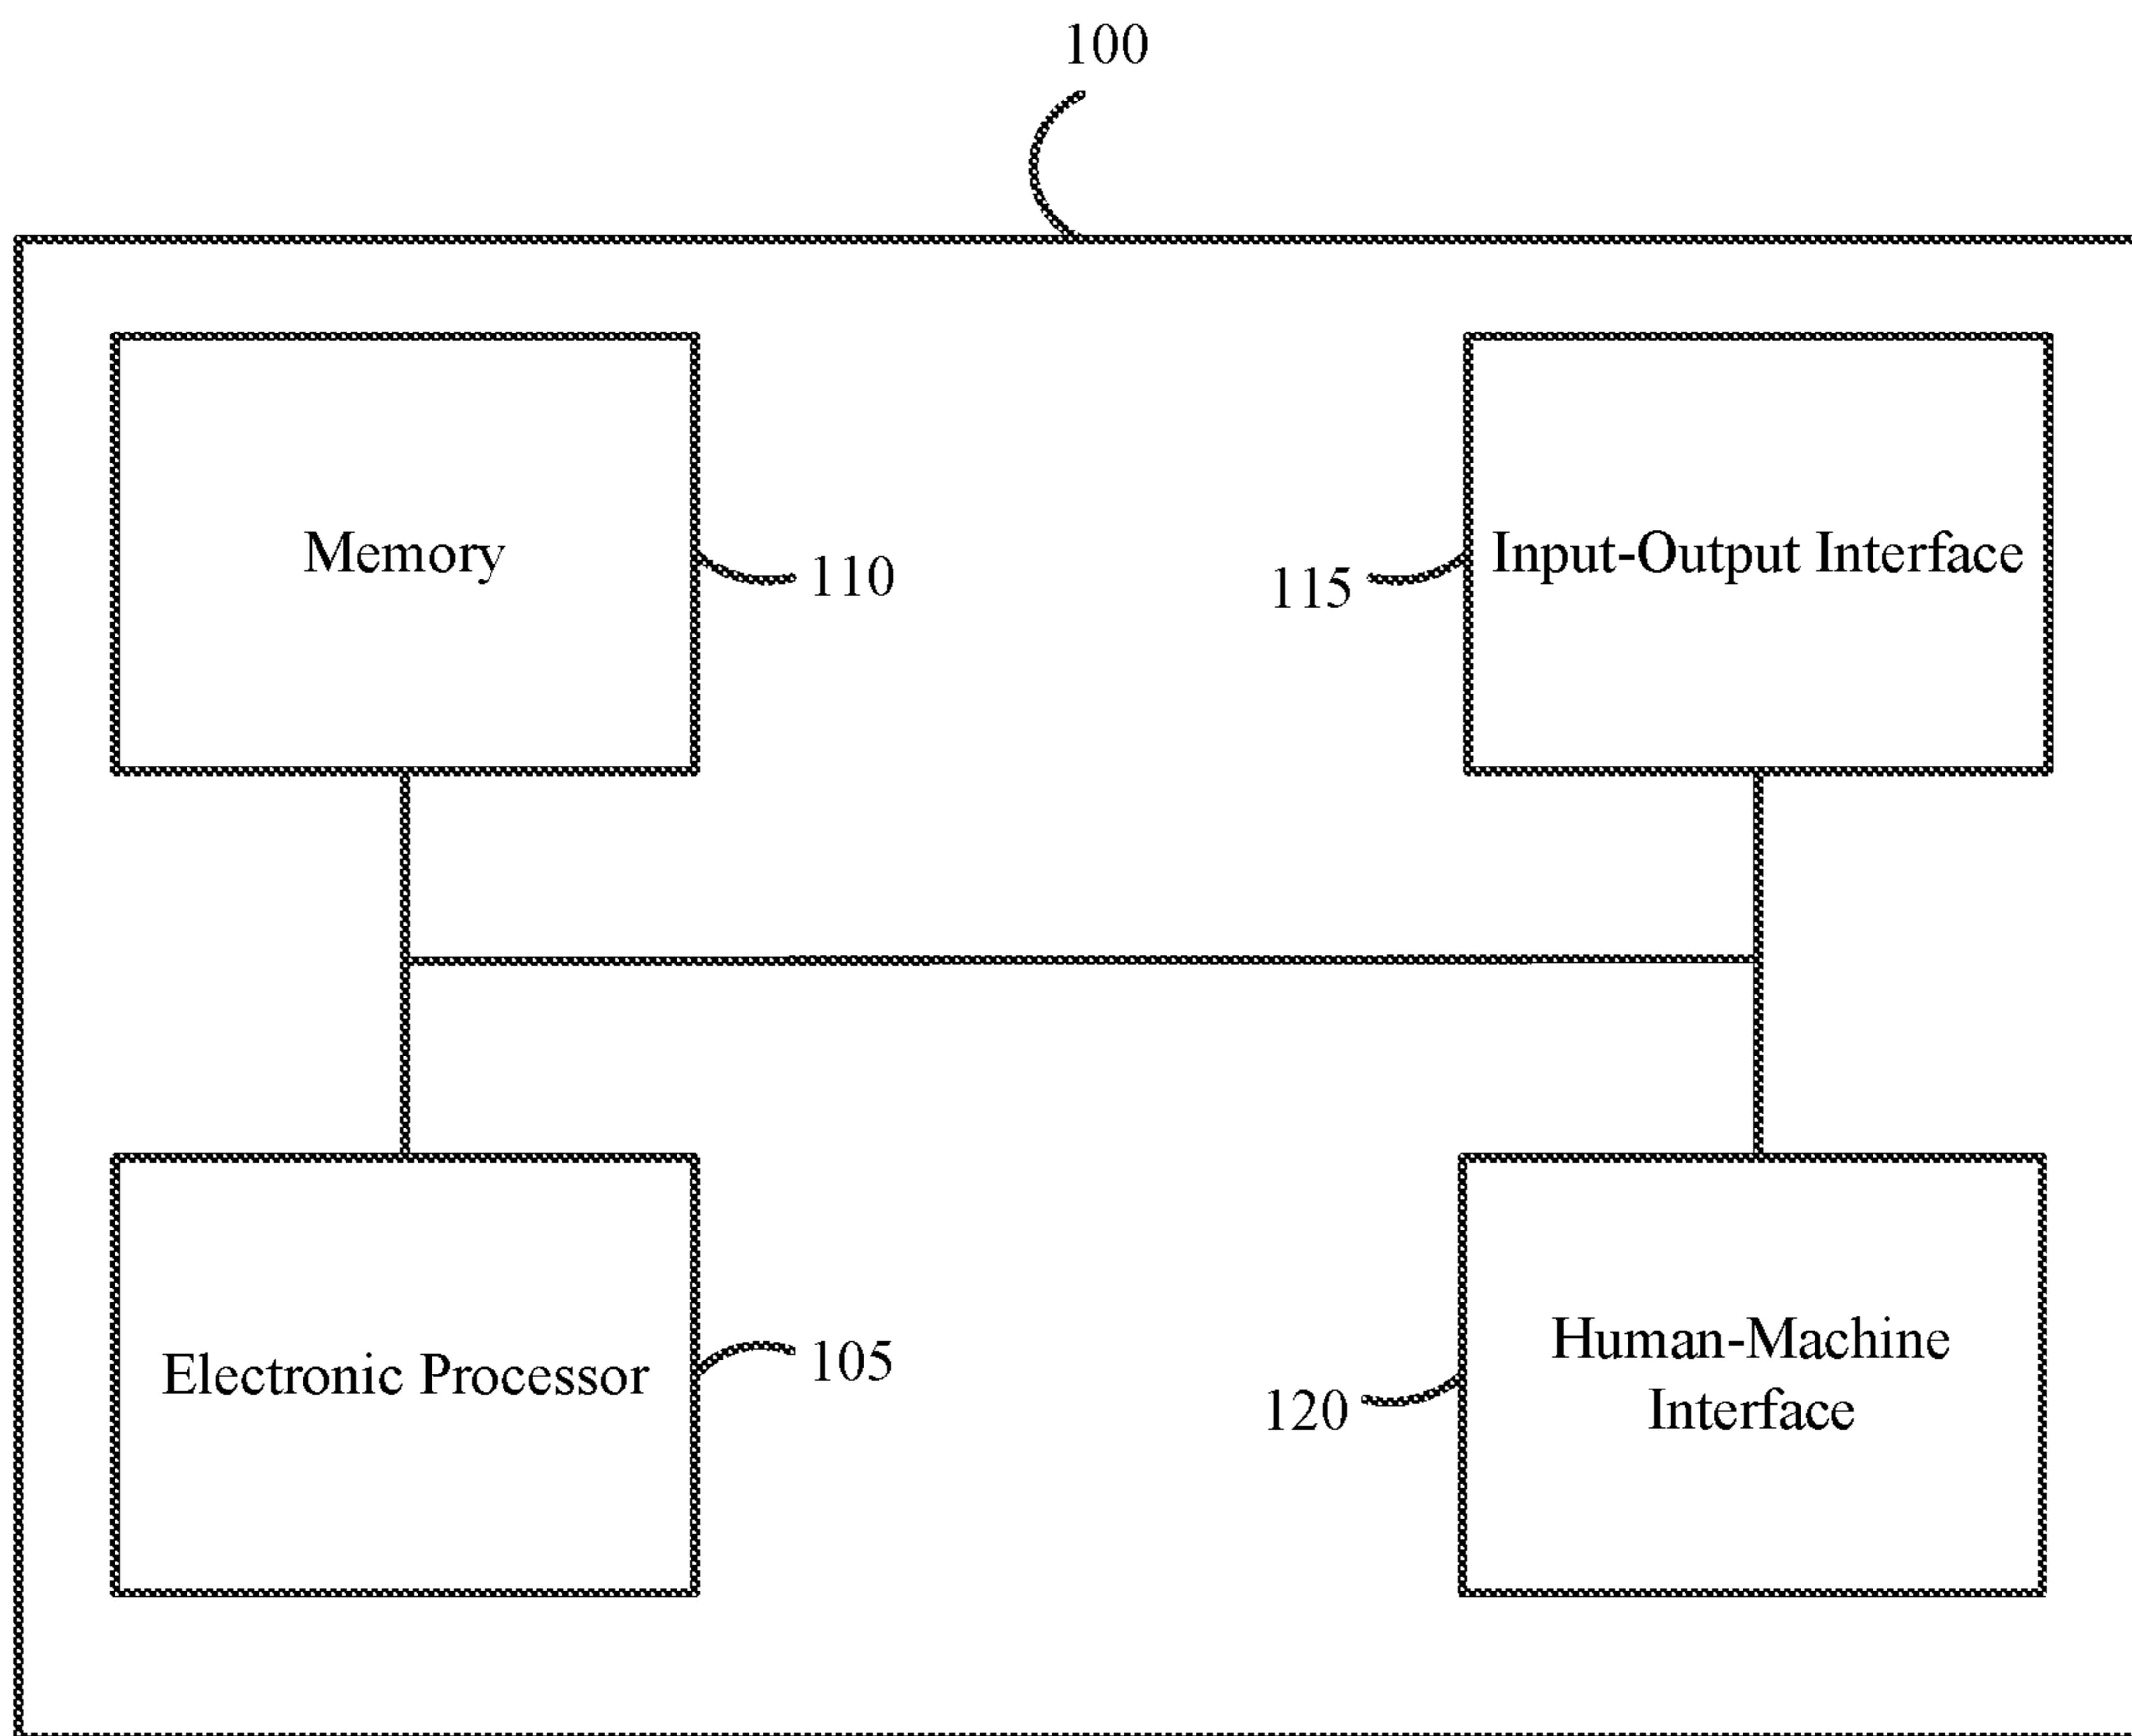 100
Memory
110
115
Input-Output Interface
Electronic Processor
105
120
Human-Machine
Interface